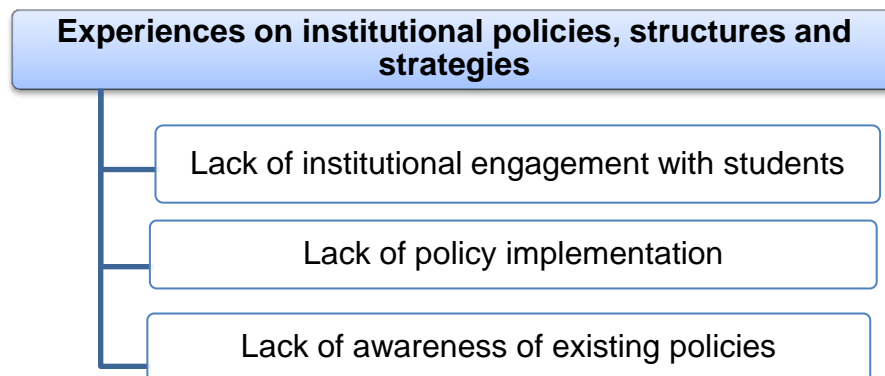 Experiences on institutional policies, structures and
strategies
Lack of institutional engagement with students
Lack of policy implementation
Lack of awareness of existing policies